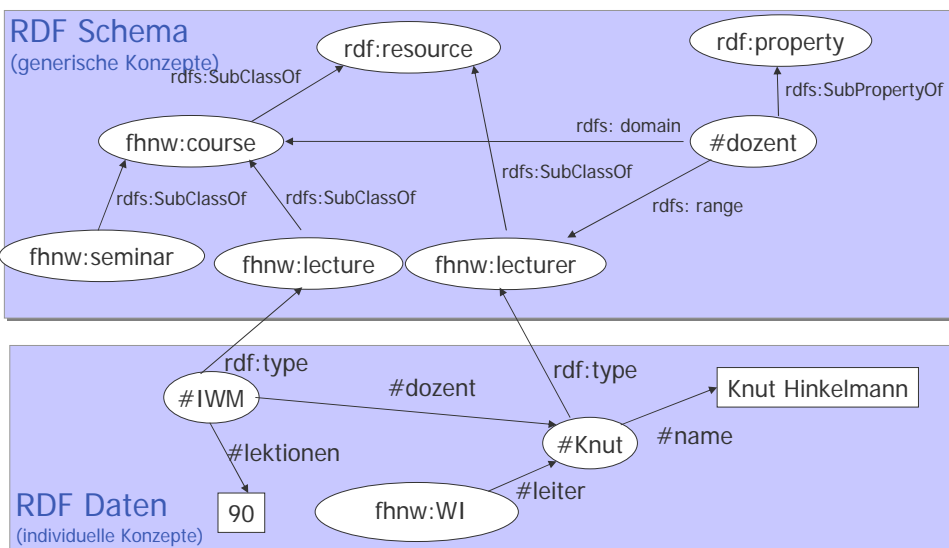 RDF Schema
(generische Konzepte)
rdf:resource
rdf:property
rdfs:SubClassOf
rdfs:SubPropertyOf
fhnw:course
rdfs: domain
#dozent
rdfs:SubClassOf
rdfs:SubClassOf
rdfs:SubClassOf
rdfs: range
fhnw:seminar
fhnw:lecture
fhnw:lecturer
rdf:type
rdf:type
#IWM
#dozent
Knut Hinkelmann
#Knut
#name
#lektionen
#leiter
RDF Daten
(individuelle Konzepte)
90
fhnw:WI